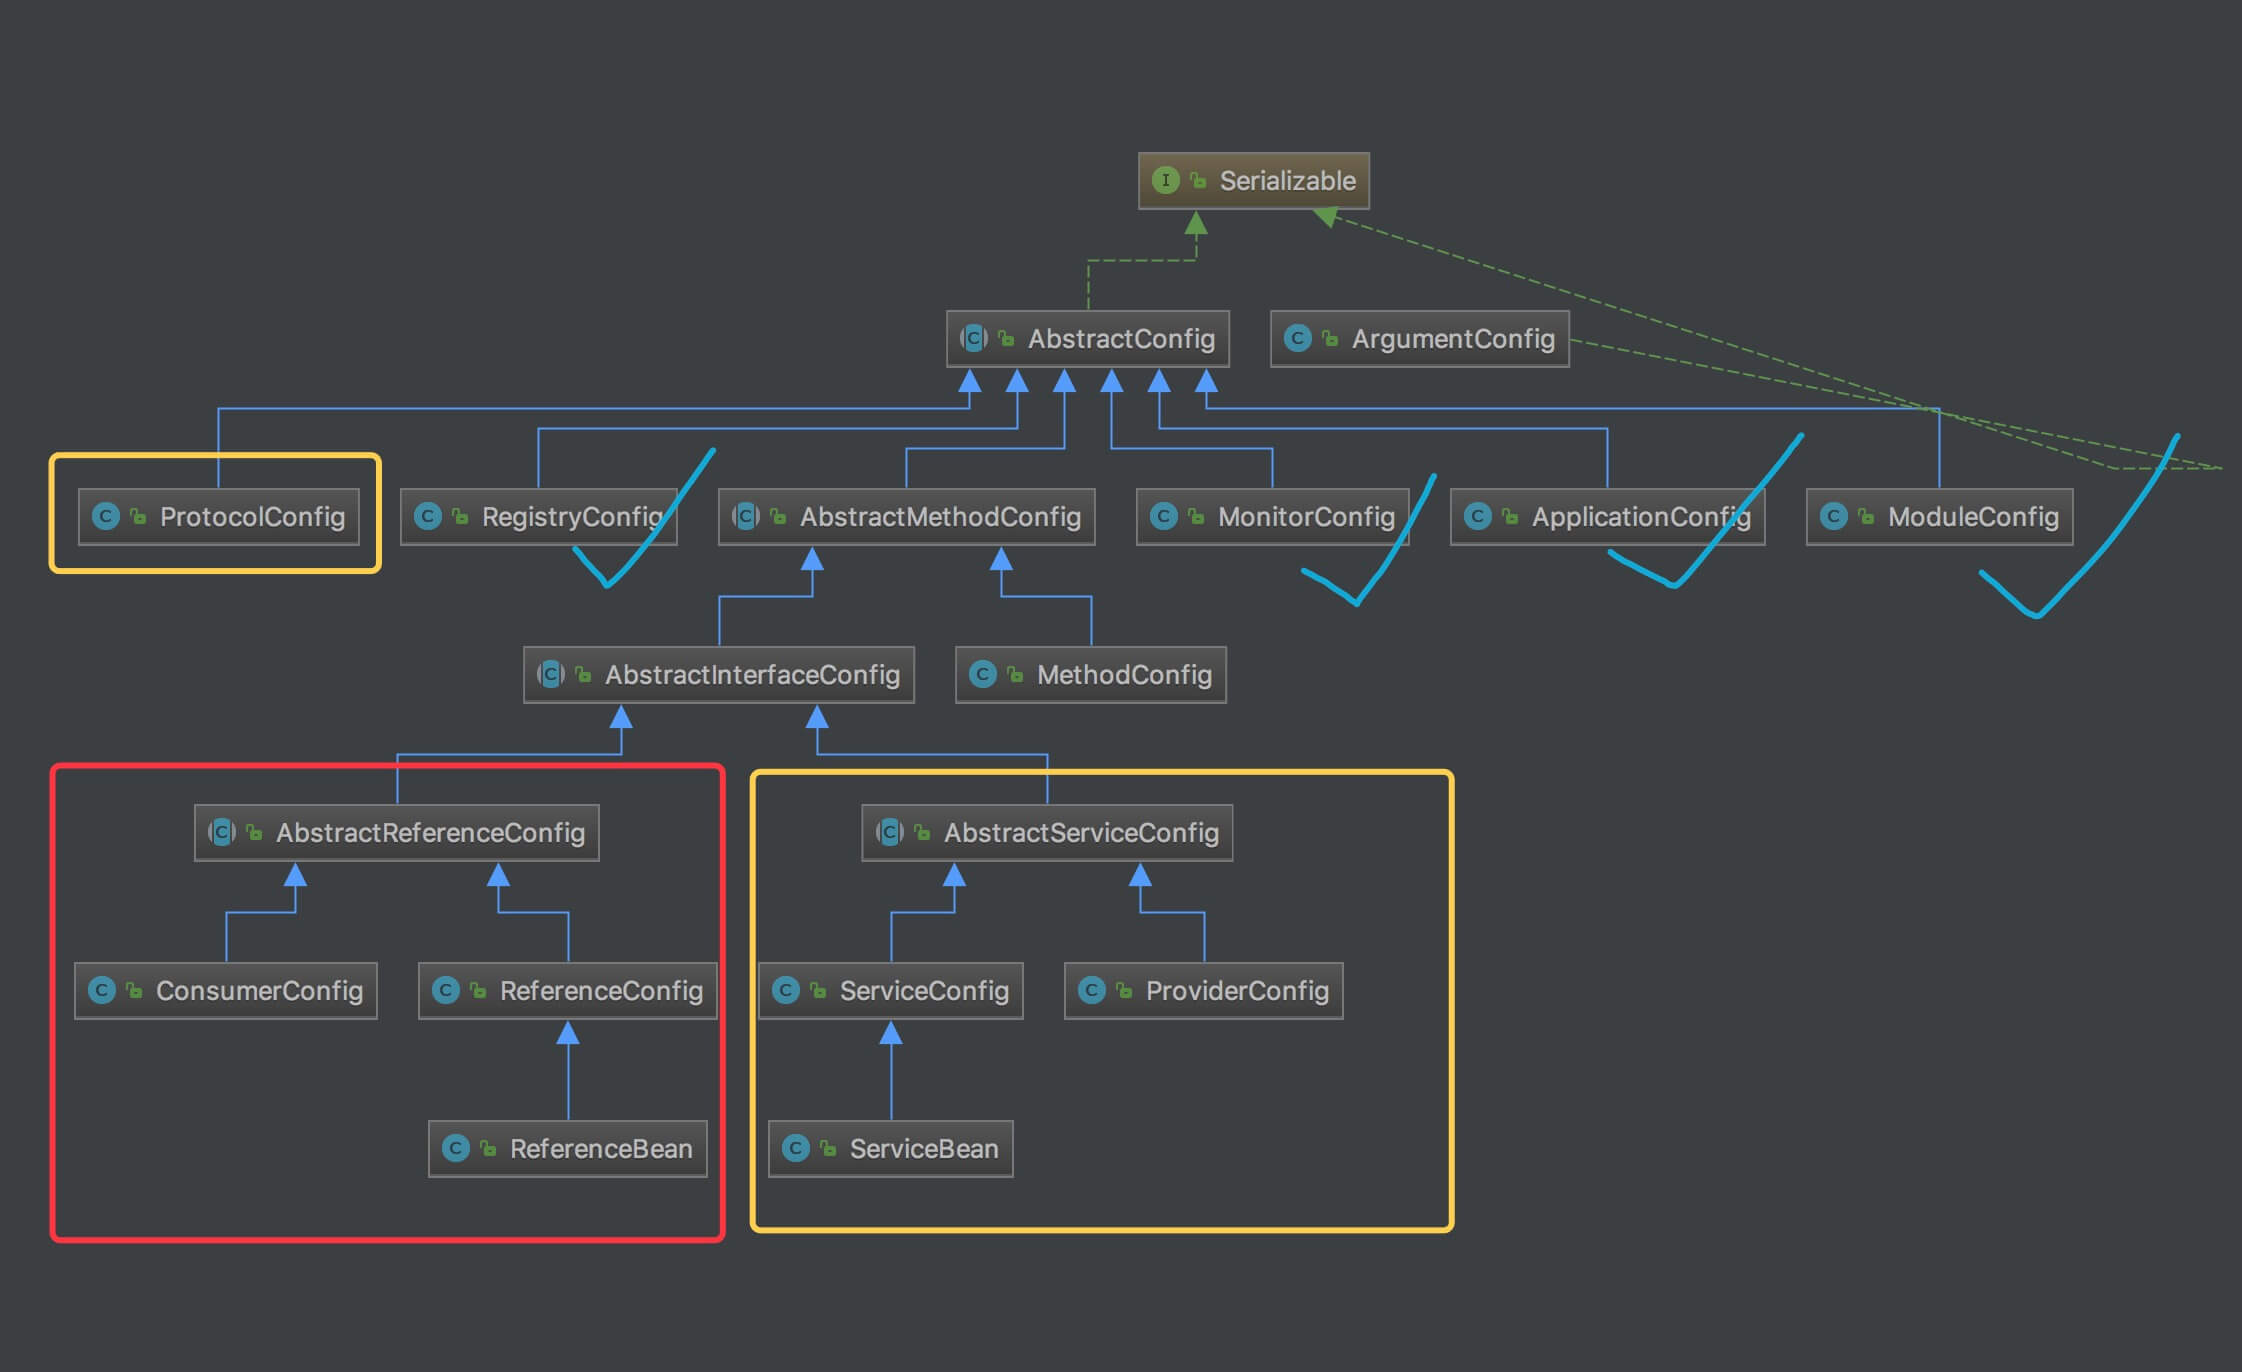 Serializable
AbstractConfig
ArgumentConfig
ProtocolConfig
RegistryConfig
AbstractMethodConfig
MonitorConfig
ApplicationConfig
ModuleConfig
AbstractInterfaceConfig
MethodConfig
AbstractReferenceConfig
AbstractServiceConfig
ConsumerConfig
ReferenceConfig
ServiceConfig
ProviderConfig
ReferenceBean
ServiceBean